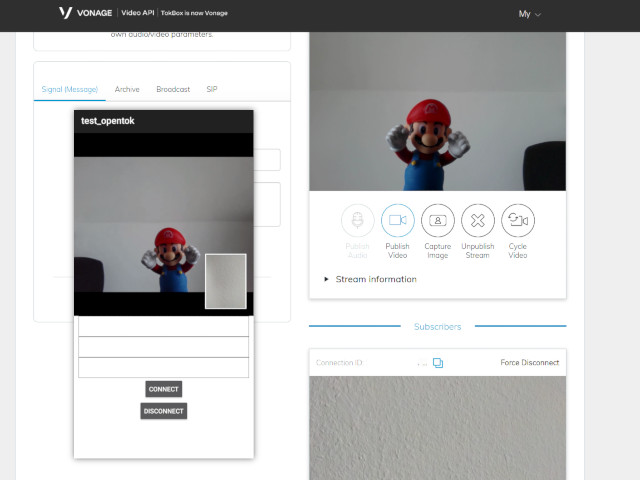 VONAGE Video API TokBox is now Vonage
My
own audio/video parameters.
Signal (Message) Archive Broadcast SIP
test_opentok
CONNECT
DISCONNECT
Publish Audio
Publish Video
Capture Image
Unpublish Stream
Cycle Video
Stream information
Subscribers
Connection ID:
Force Disconnect